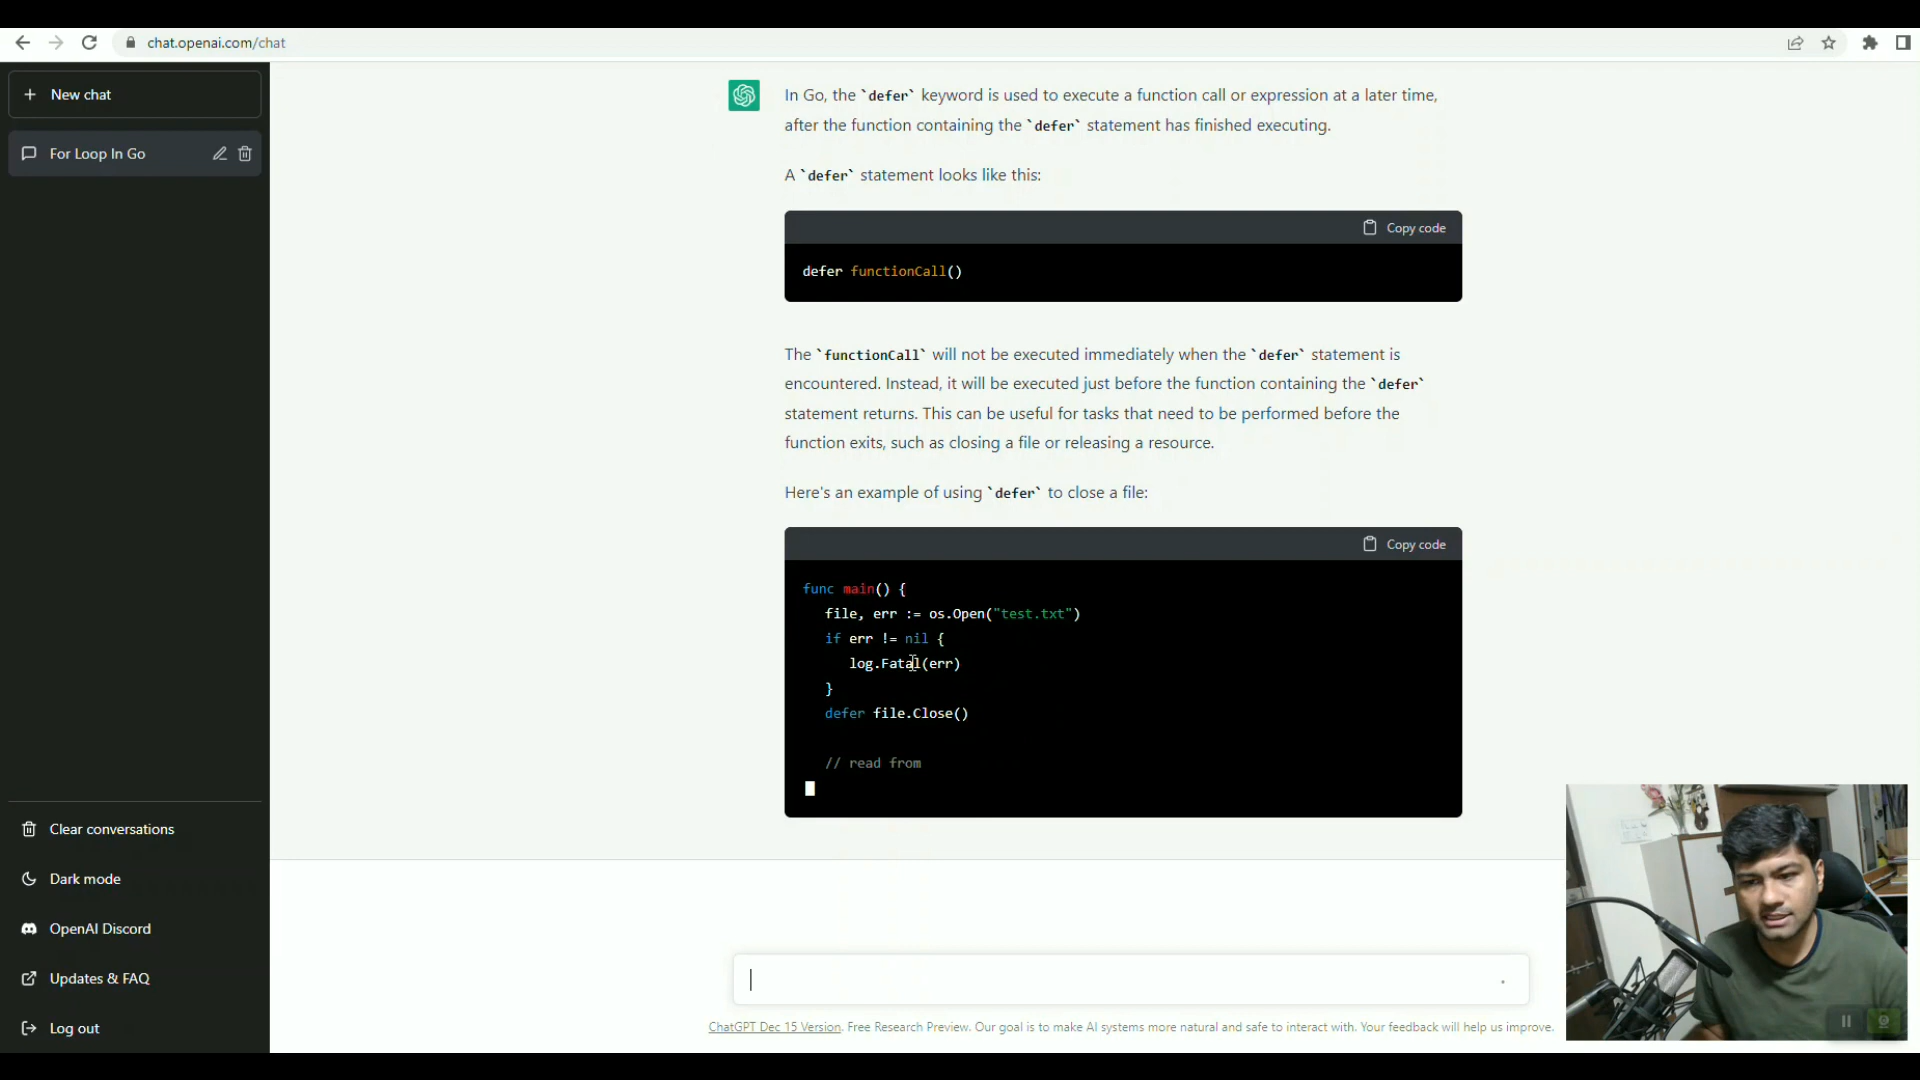 chat.openai.com/chat
New chat
For Loop In Go
In Go, the `defer` keyword is used to execute a function call or expression at a later time,
after the function containing the `defer` statement has finished executing.
A `defer` statement looks like this:
Copy code
defer functionCall()
The `functionCall` will not be executed immediately when the `defer` statement is
encountered. Instead, it will be executed just before the function containing the `defer`
statement returns. This can be useful for tasks that need to be performed before the
function exits, such as closing a file or releasing a resource.
Here's an example of using `defer` to close a file:
Copy code
func main() {
file, err := os.Open("test.txt")
if err != nil {
log.Fatal(err)
}
defer file.Close()
// read from
Clear conversations
Dark mode
OpenAI Discord
Updates & FAQ
Log out
ChatGPT Dec 15 Version. Free Research Preview. Our goal is to make AI systems more natural and safe to interact with. Your feedback will help us improve.